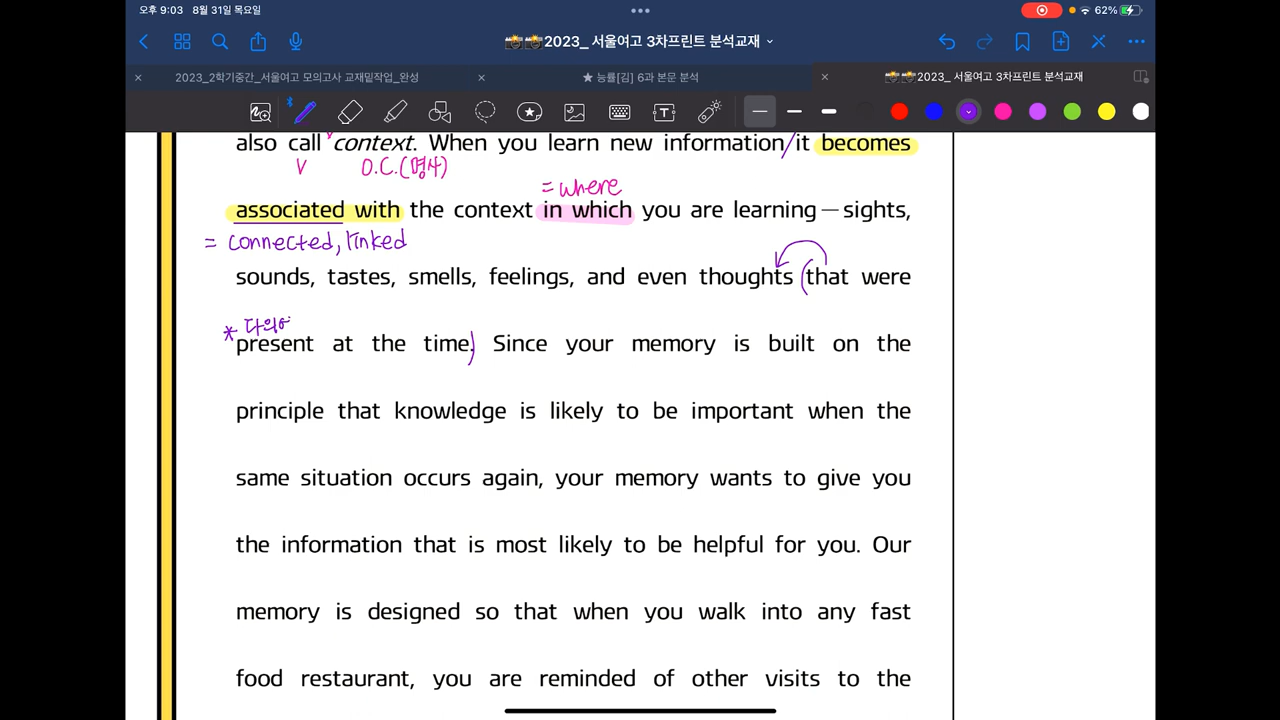 오후 9:03 8월 31일 목요일
62%
2023_ 서울여고 3차프린트 분석교재
2023_2학기중간_서울여고 모의고사 교재밑작업_완성
★ 능률[김] 6과 본문 분석
2023_ 서울여고 3차프린트 분석교재
also call context. When you learn new information/it becomes
V O.C.(명사)
= where
associated with the context in which you are learning—sights,
= connected, linked
sounds, tastes, smells, feelings, and even thoughts (that were
* 다의어
present at the time.) Since your memory is built on the
principle that knowledge is likely to be important when the
same situation occurs again, your memory wants to give you
the information that is most likely to be helpful for you. Our
memory is designed so that when you walk into any fast
food restaurant, you are reminded of other visits to the